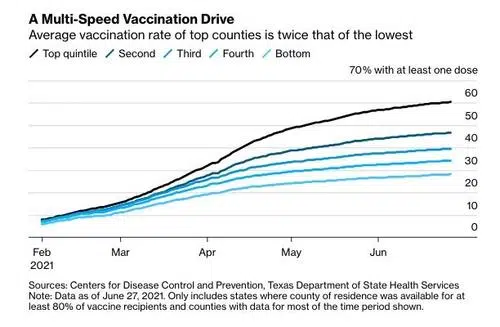 A Multi-Speed Vaccination Drive
Average vaccination rate of top counties is twice that of the lowest
Top quintile Second Third Fourth Bottom
70% with at least one dose
60
50
40
30
20
10
0
Feb Mar Apr May Jun
2021
Sources: Centers for Disease Control and Prevention, Texas Department of State Health Services
Note: Data as of June 27, 2021. Only includes states where county of residence was available for at
least 80% of vaccine recipients and counties with data for most of the time period shown.